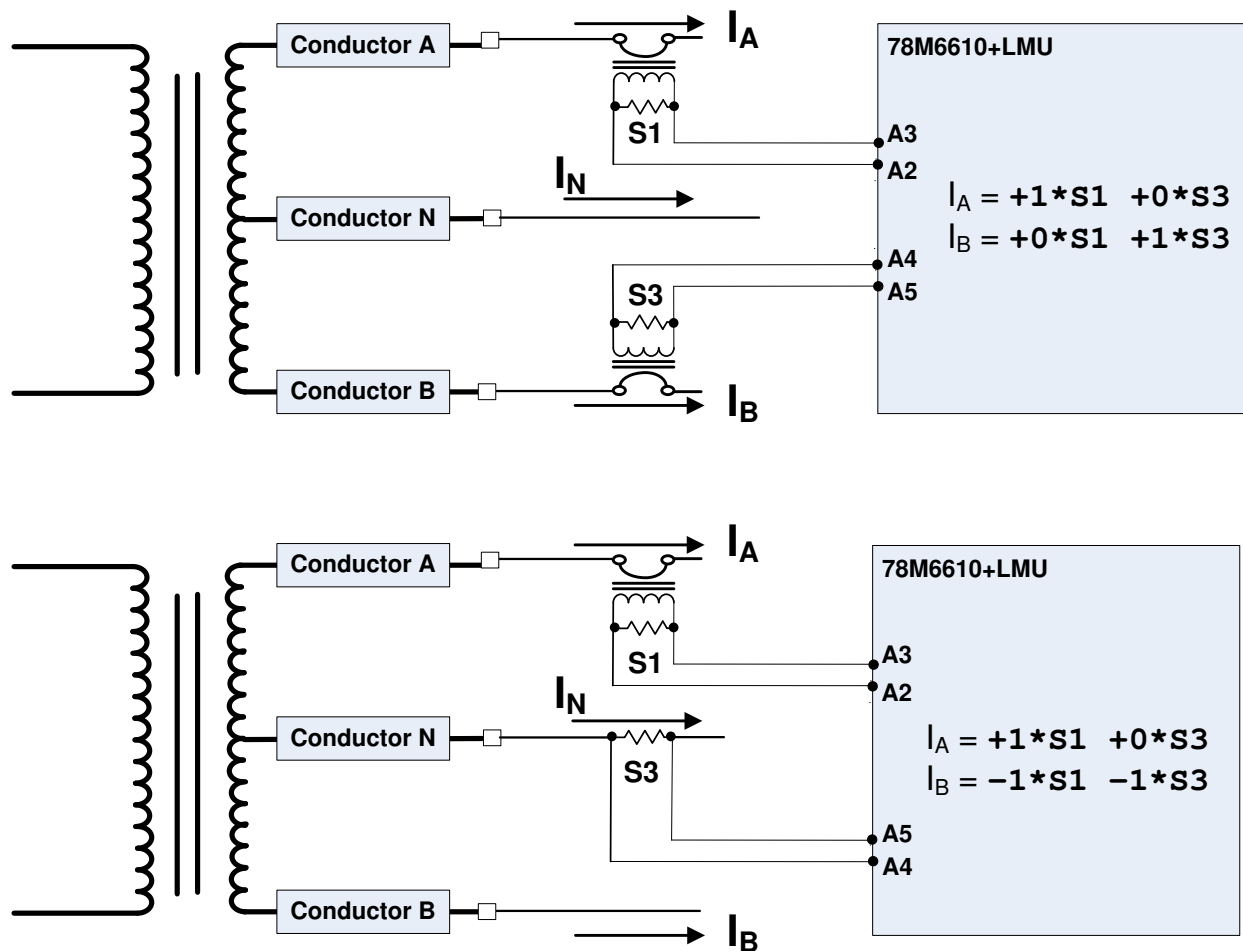 Conductor A
I_A
78M6610+LMU
S1
A3
A2
I_N
Conductor N
I_A = +1*S1 +0*S3
I_B = +0*S1 +1*S3
A4
A5
S3
Conductor B
I_B
Conductor A
I_A
78M6610+LMU
S1
A3
A2
I_N
Conductor N
S3
I_A = +1*S1 +0*S3
I_B = −1*S1 −1*S3
A5
A4
Conductor B
I_B